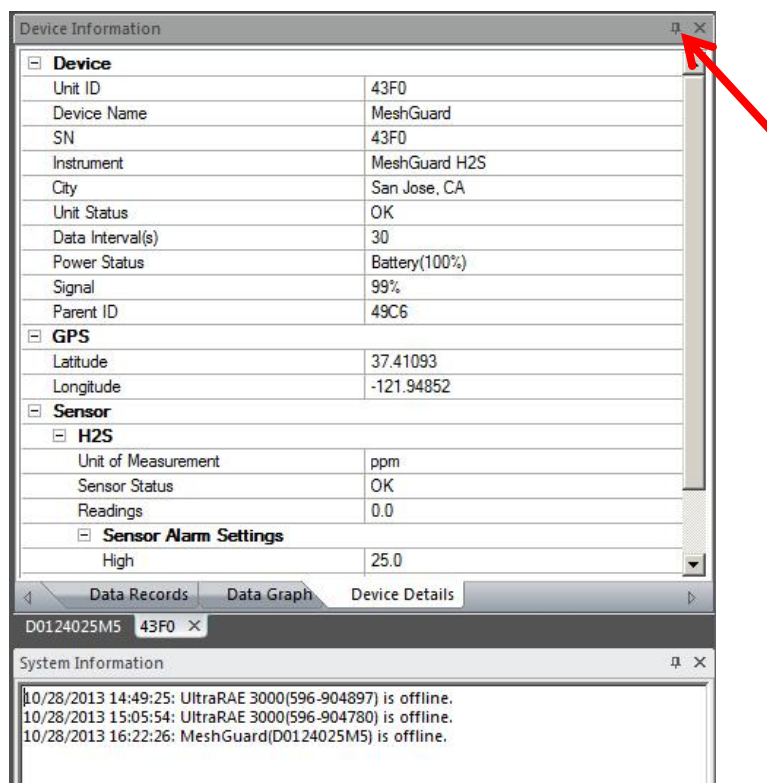 Device Information
Device
Unit ID 43F0
Device Name MeshGuard
SN 43F0
Instrument MeshGuard H2S
City San Jose, CA
Unit Status OK
Data Interval(s) 30
Power Status Battery(100%)
Signal 99%
Parent ID 49C6
GPS
Latitude 37.41093
Longitude -121.94852
Sensor
H2S
Unit of Measurement ppm
Sensor Status OK
Readings 0.0
Sensor Alarm Settings
High 25.0
Data Records Data Graph Device Details
D0124025M5 43F0
System Information
10/28/2013 14:49:25: UltraRAE 3000(596-904897) is offline.
10/28/2013 15:05:54: UltraRAE 3000(596-904780) is offline.
10/28/2013 16:22:26: MeshGuard(D0124025M5) is offline.